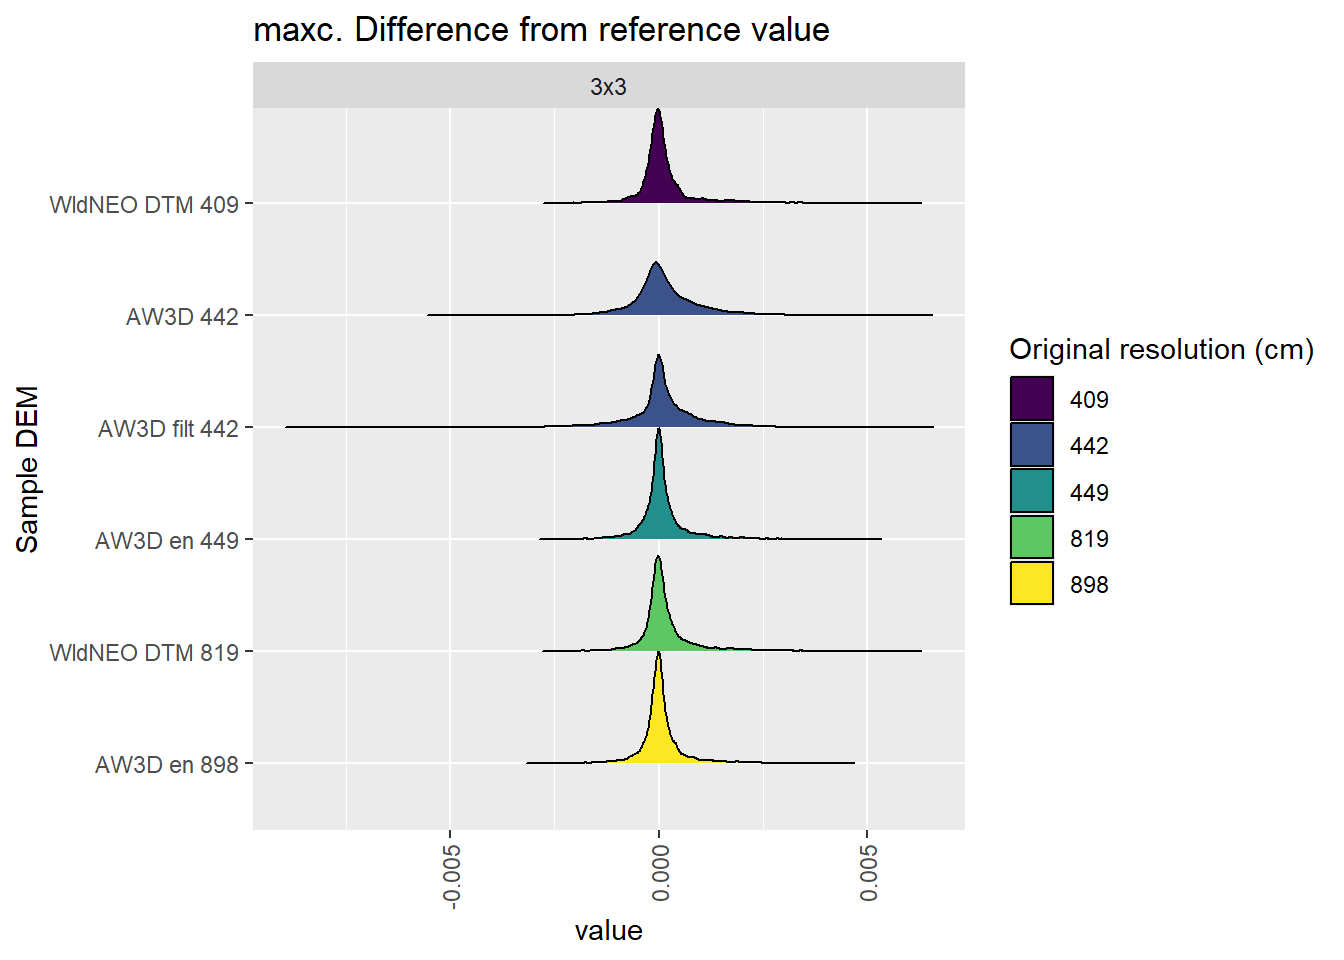 maxc. Difference from reference value
3x3
Sample DEM
WldNEO DTM 409
AW3D 442
AW3D filt 442
AW3D en 449
WldNEO DTM 819
AW3D en 898
-0.005
0.000
0.005
value
Original resolution (cm)
409
442
449
819
898